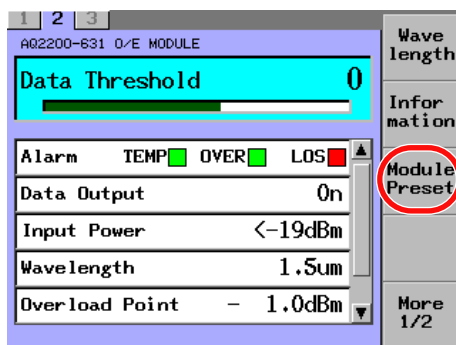 1 2 3
AQ2200-631 O/E MODULE
Data Threshold 0
Alarm TEMP OVER LOS
Data Output On
Input Power <-19dBm
Wavelength 1.5um
Overload Point - 1.0dBm
Wave
length
Infor
mation
Module
Preset
More
1/2